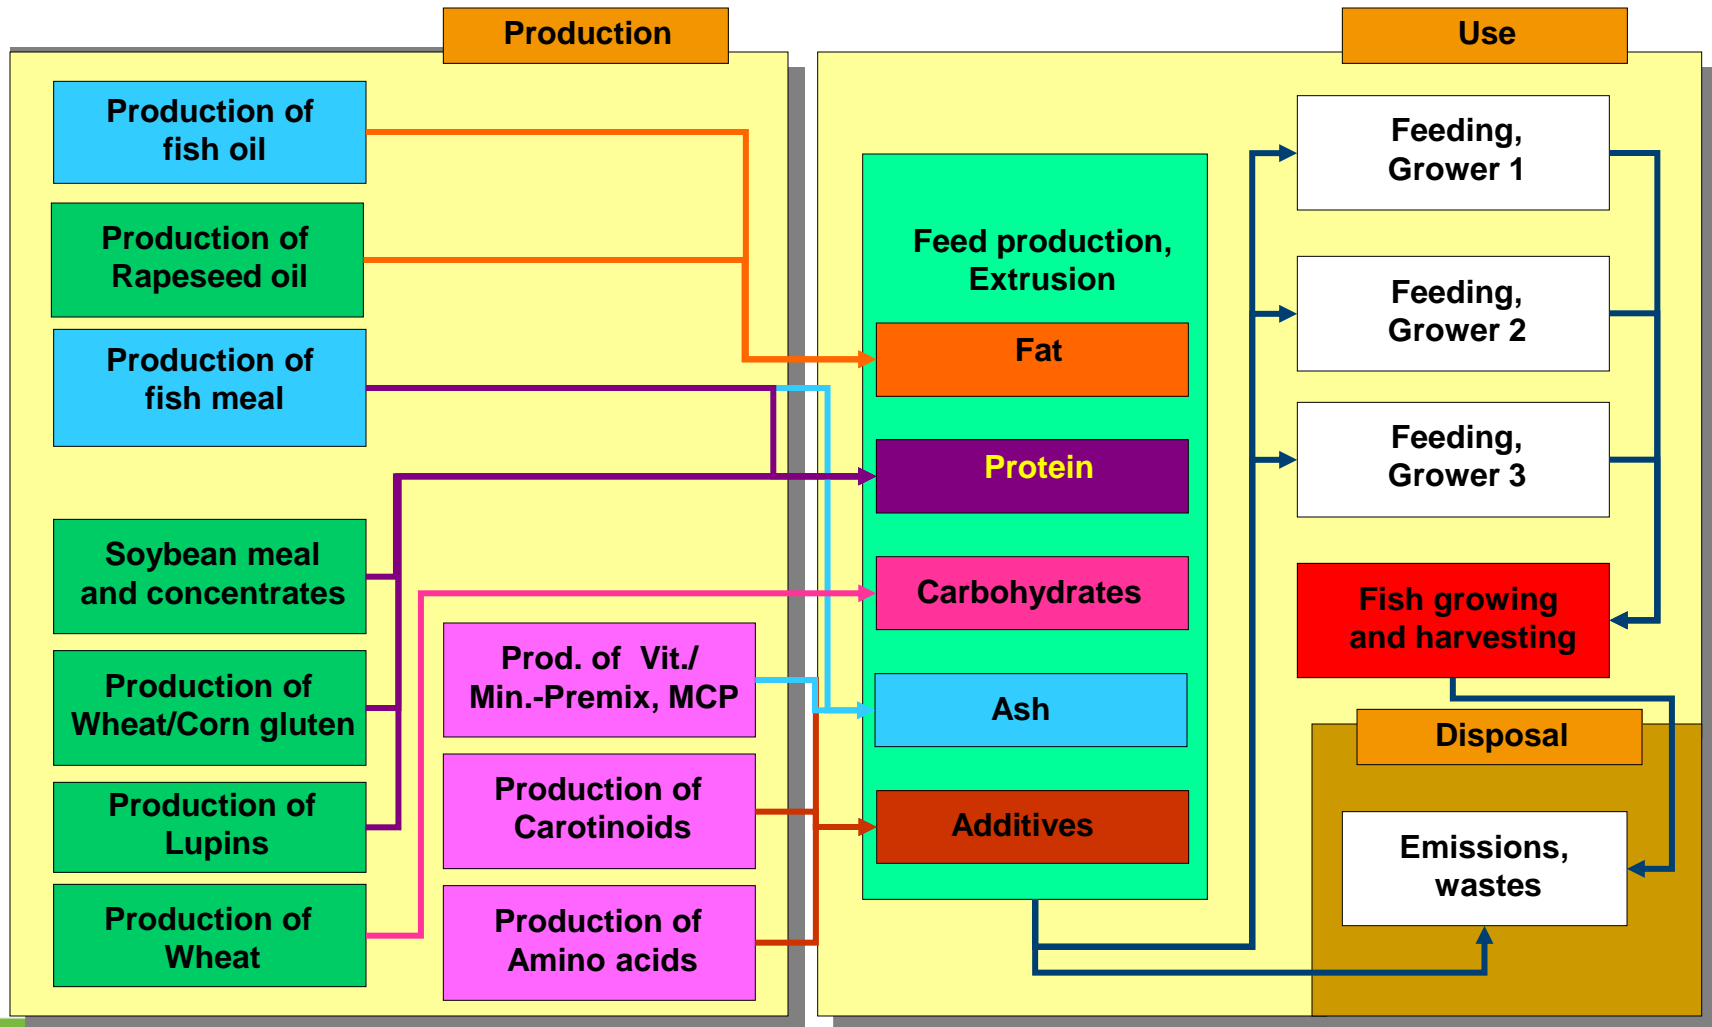 Production
Production of
fish oil
Production of
Rapeseed oil
Production of
fish meal
Soybean meal
and concentrates
Production of
Wheat/Corn gluten
Production of
Lupins
Production of
Wheat
Prod. of Vit./
Min.-Premix, MCP
Production of
Carotinoids
Production of
Amino acids
Use
Feed production,
Extrusion
Fat
Protein
Carbohydrates
Ash
Additives
Feeding,
Grower 1
Feeding,
Grower 2
Feeding,
Grower 3
Fish growing
and harvesting
Disposal
Emissions,
wastes